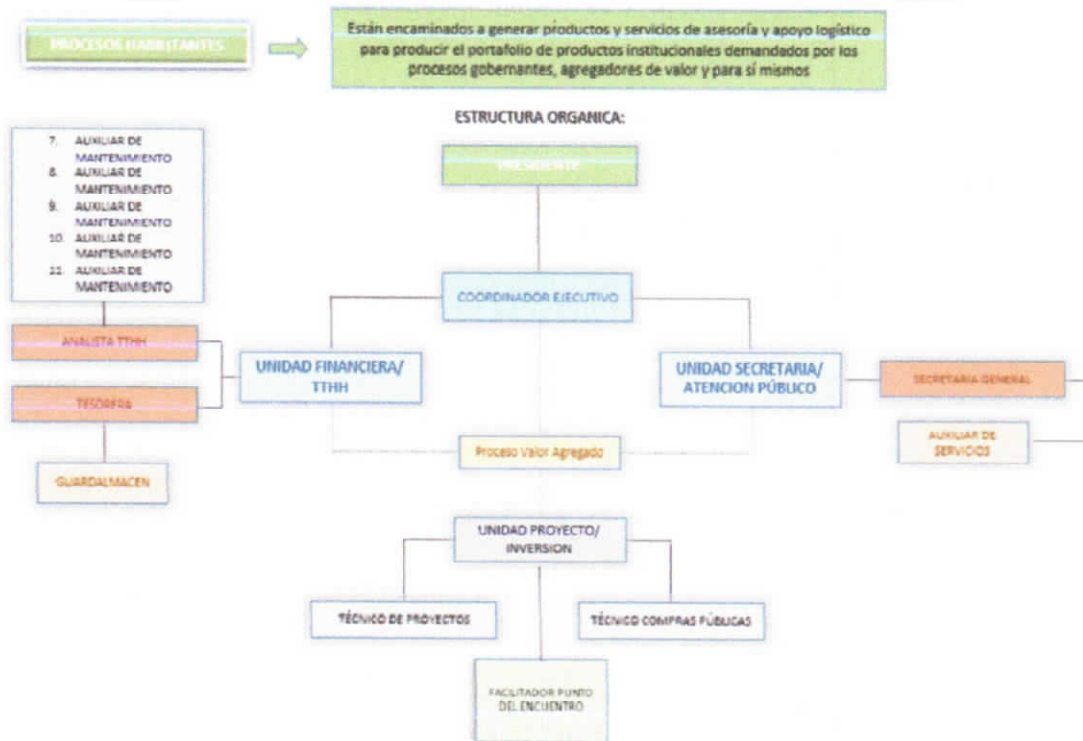 PROCESOS HABILITANTES
Están encaminados a generar productos y servicios de asesoría y apoyo logístico
para producir el portafolio de productos institucionales demandados por los
procesos gobernantes, agregadores de valor y para sí mismos
ESTRUCTURA ORGANICA:
PRESIDENTE
7. AUXILIAR DE
MANTENIMIENTO
8. AUXILIAR DE
MANTENIMIENTO
9. AUXILIAR DE
MANTENIMIENTO
10. AUXILIAR DE
MANTENIMIENTO
11. AUXILIAR DE
MANTENIMIENTO
COORDINADOR EJECUTIVO
ANALISTA TTHH
TESORERA
GUARDALMACEN
UNIDAD FINANCIERA/
TTHH
UNIDAD SECRETARIA/
ATENCION PÚBLICO
SECRETARIA GENERAL
AUXILIAR DE
SERVICIOS
Proceso Valor Agregado
UNIDAD PROYECTO/
INVERSION
TÉCNICO DE PROYECTOS
TÉCNICO COMPRAS PÚBLICAS
FACILITADOR PUNTO
DEL ENCUENTRO